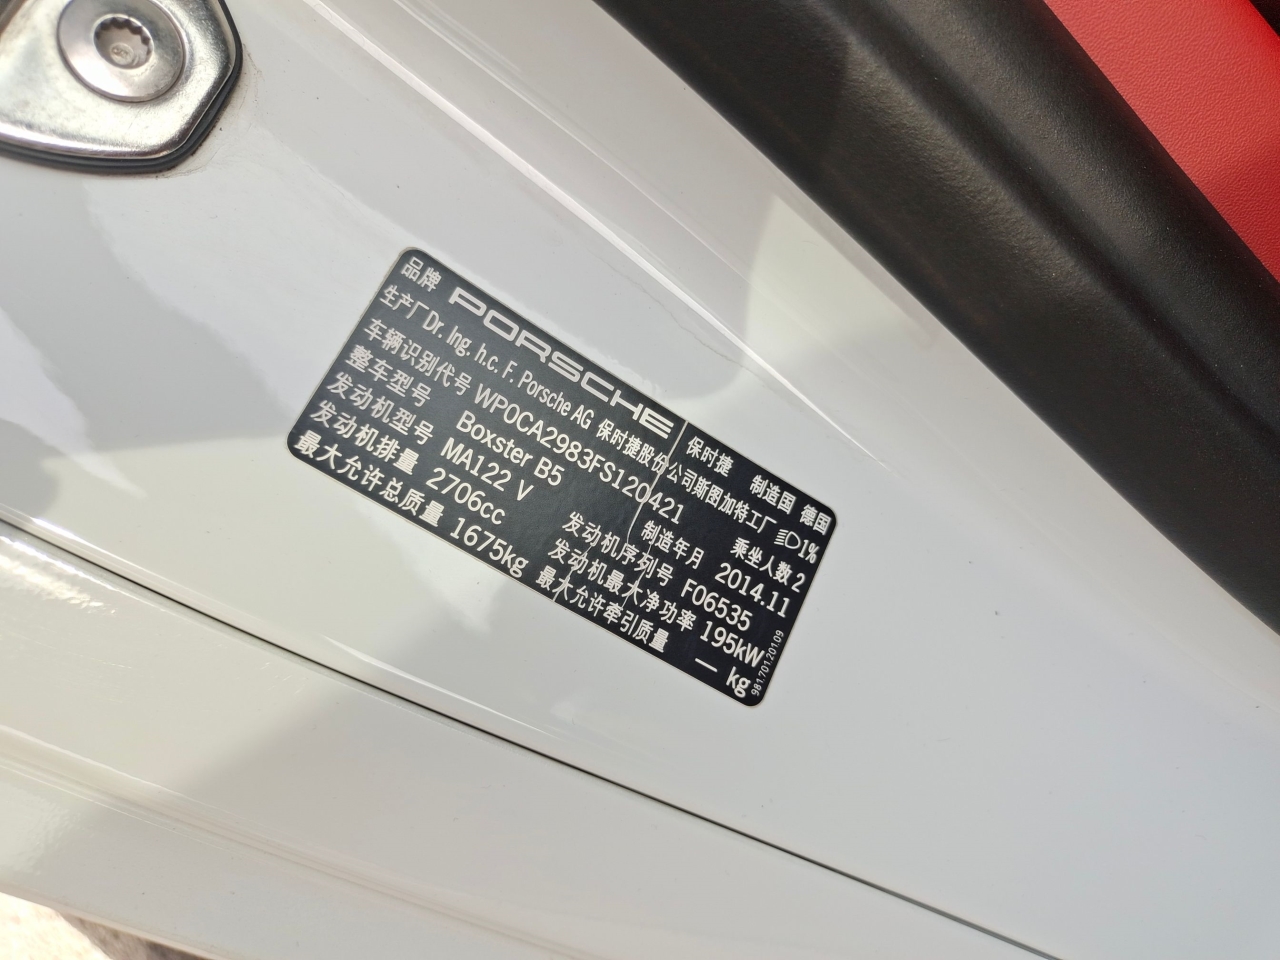 品牌 PORSCHE 保时捷 制造国 德国
生产厂 Dr. Ing. h.c. F. Porsche AG 保时捷股份公司斯图加特工厂 1%
车辆识别代号 WP0CA2983FS120421 乘坐人数 2
整车型号 Boxster B5 制造年月 2014.11
发动机型号 MA122 V 发动机序列号 F06535
发动机排量 2706cc 发动机最大净功率 195kW
最大允许总质量 1675kg 最大允许牵引质量 — kg
981.701.201.09